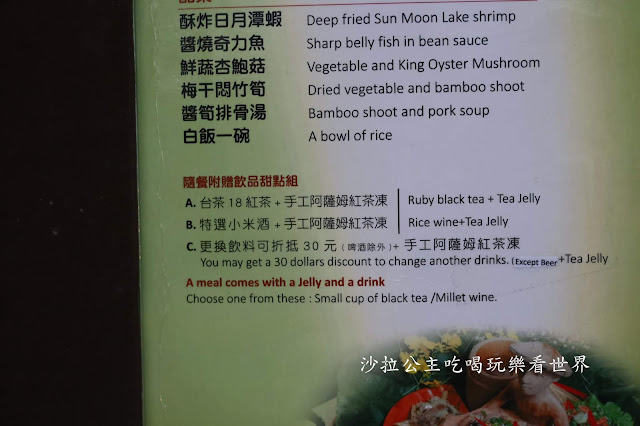 酥炸日月潭蝦 Deep fried Sun Moon Lake shrimp
醬燒奇力魚 Sharp belly fish in bean sauce
鮮蔬杏鮑菇 Vegetable and King Oyster Mushroom
梅干悶竹筍 Dried vegetable and bamboo shoot
醬筍排骨湯 Bamboo shoot and pork soup
白飯一碗 A bowl of rice
隨餐附贈飲品甜點組
A. 台茶 18 紅茶 + 手工阿薩姆紅茶凍 Ruby black tea + Tea Jelly
B. 特選小米酒 + 手工阿薩姆紅茶凍 Rice wine+Tea Jelly
C. 更換飲料可折抵 30 元 ( 啤酒除外 )+ 手工阿薩姆紅茶凍
You may get a 30 dollars discount to change another drinks. (Except Beer +Tea Jelly
A meal comes with a Jelly and a drink
Choose one from these : Small cup of black tea /Millet wine.
沙拉公主吃喝玩樂看世界